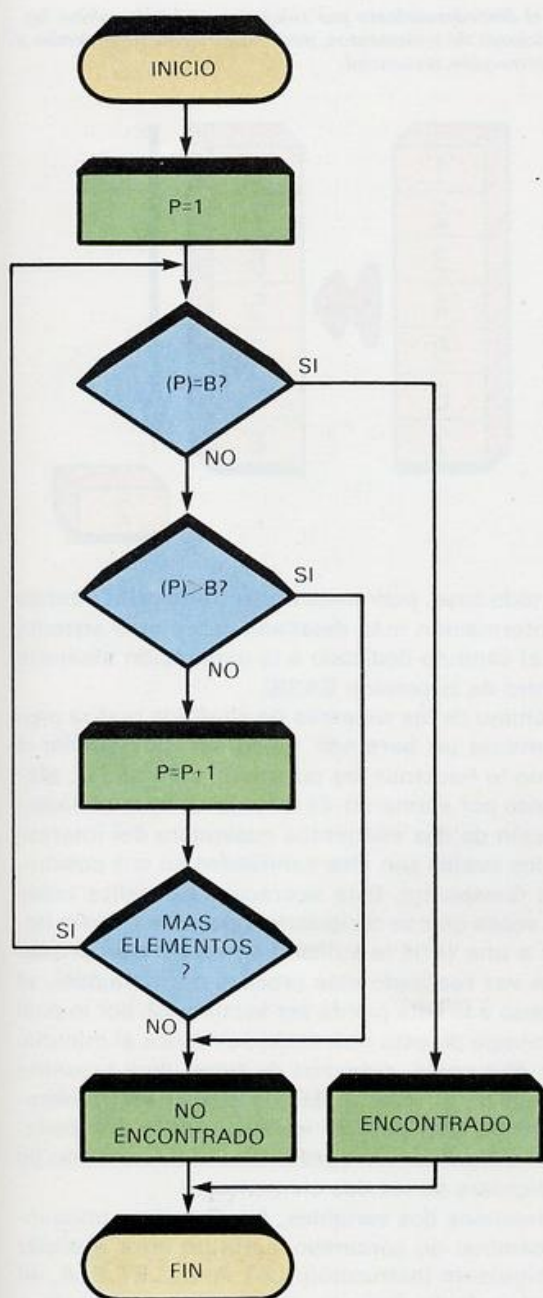 INICIO
P=1
(P)=B?
SI
NO
(P)>B?
SI
NO
P=P+1
MAS
ELEMENTOS
?
SI
NO
NO
ENCONTRADO
ENCONTRADO
FIN